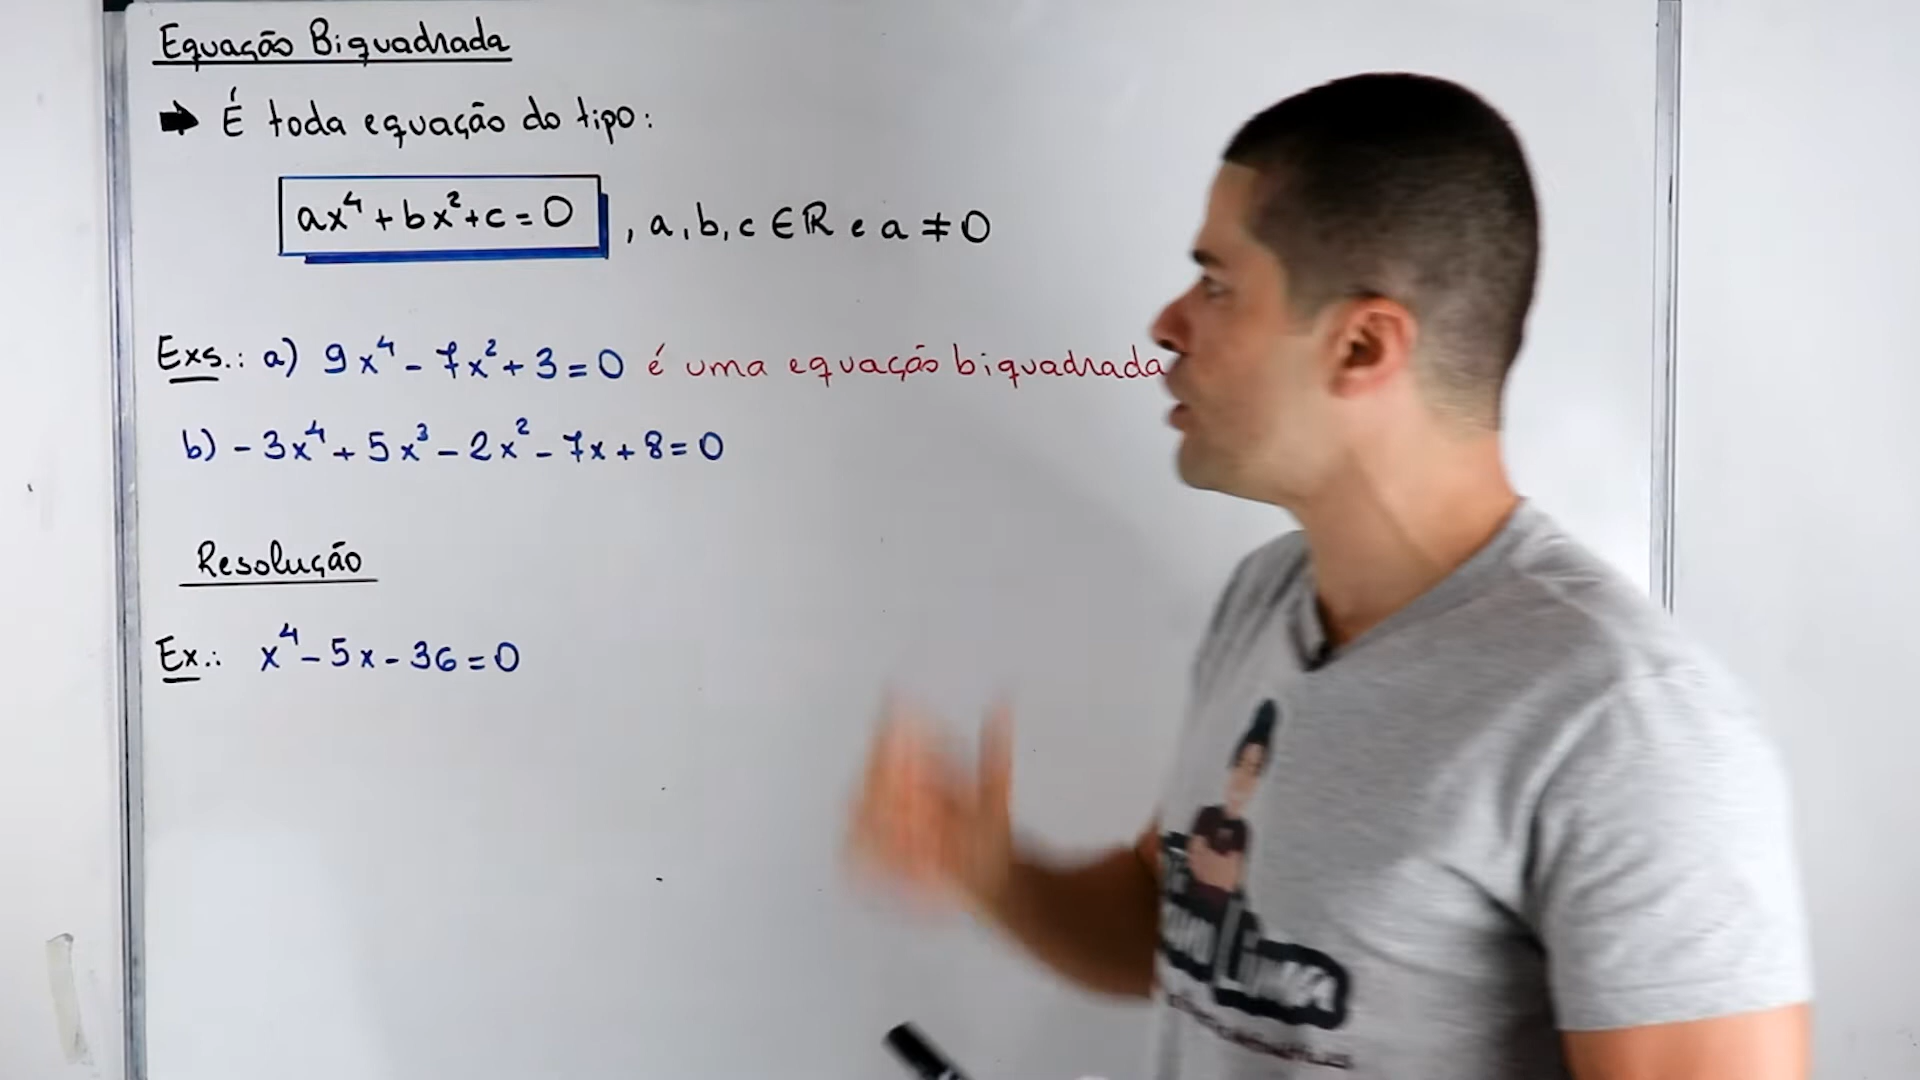 Equação Biquadrada
➡ É toda equação do tipo:
ax⁴ + bx² + c = 0 , a, b, c ∈ ℝ e a ≠ 0
Exs.: a) 9x⁴ - 7x² + 3 = 0 é uma equação biquadrada
b) - 3x⁴ + 5x³ - 2x² - 7x + 8 = 0
Resolução
Ex.: x⁴ - 5x - 36 = 0
Lima